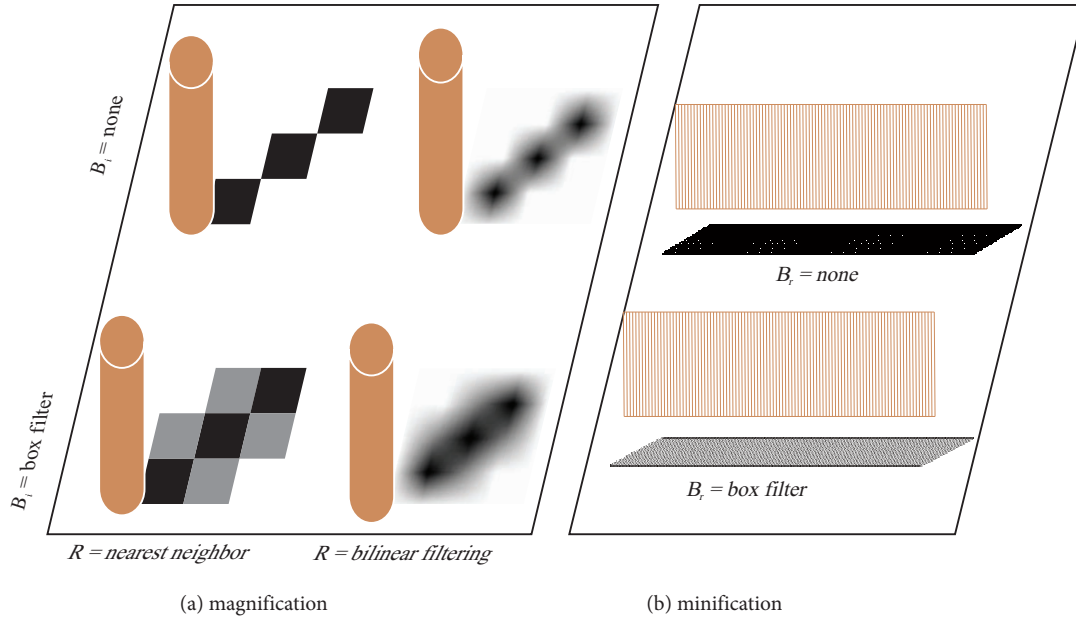 B_i = none
B_r = none
B_i = box filter
B_r = box filter
R = nearest neighbor
R = bilinear filtering
(a) magnification
(b) minification